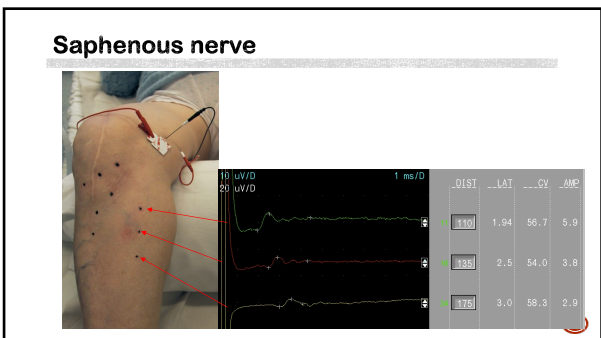 Saphenous nerve
10 uV/D 1 ms/D
20 uV/D
DIST LAT CV AMP
110 1.94 56.7 5.9
135 2.5 54.0 3.8
175 3.0 58.3 2.9